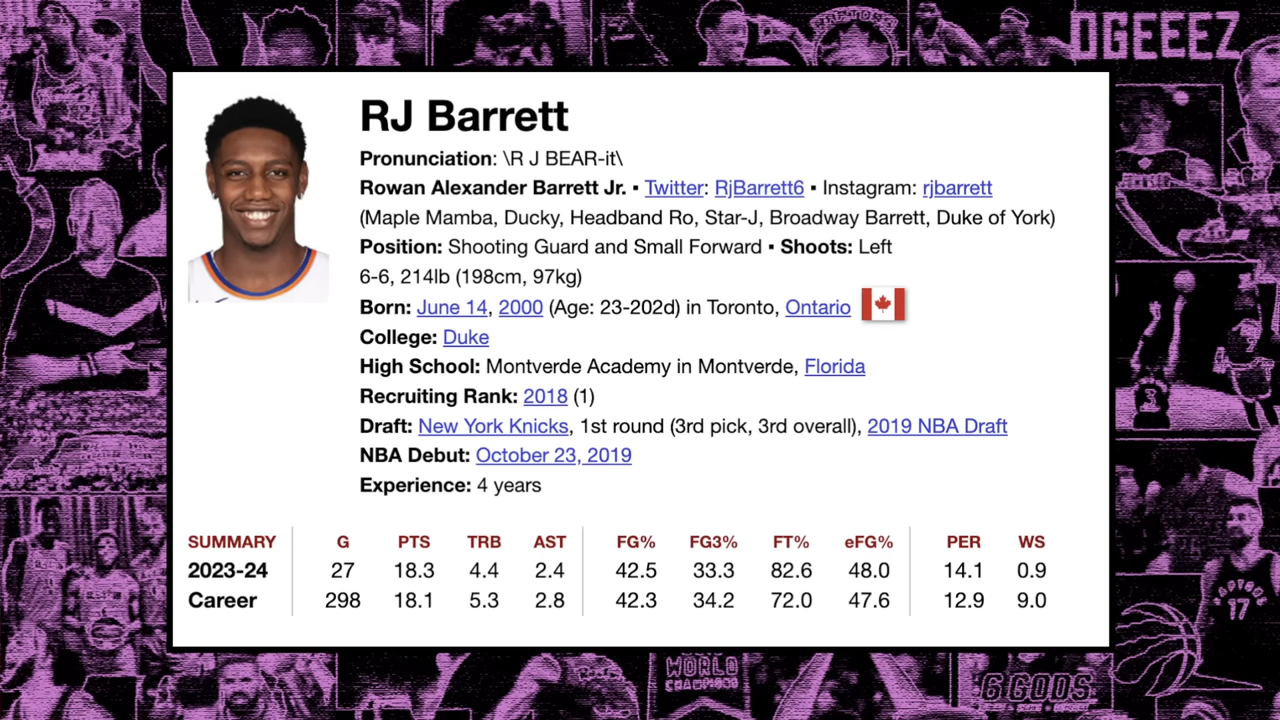 OGEEEZ
RJ Barrett
Pronunciation: \R J BEAR-it\
Rowan Alexander Barrett Jr. ▪ Twitter: RjBarrett6 ▪ Instagram: rjbarrett
(Maple Mamba, Ducky, Headband Ro, Star-J, Broadway Barrett, Duke of York)
Position: Shooting Guard and Small Forward ▪ Shoots: Left
6-6, 214lb (198cm, 97kg)
Born: June 14, 2000 (Age: 23-202d) in Toronto, Ontario
College: Duke
High School: Montverde Academy in Montverde, Florida
Recruiting Rank: 2018 (1)
Draft: New York Knicks, 1st round (3rd pick, 3rd overall), 2019 NBA Draft
NBA Debut: October 23, 2019
Experience: 4 years
SUMMARY G PTS TRB AST FG% FG3% FT% eFG% PER WS
2023-24 27 18.3 4.4 2.4 42.5 33.3 82.6 48.0 14.1 0.9
Career 298 18.1 5.3 2.8 42.3 34.2 72.0 47.6 12.9 9.0
3
17
WORLD
CHAMPIONS
6 GODS